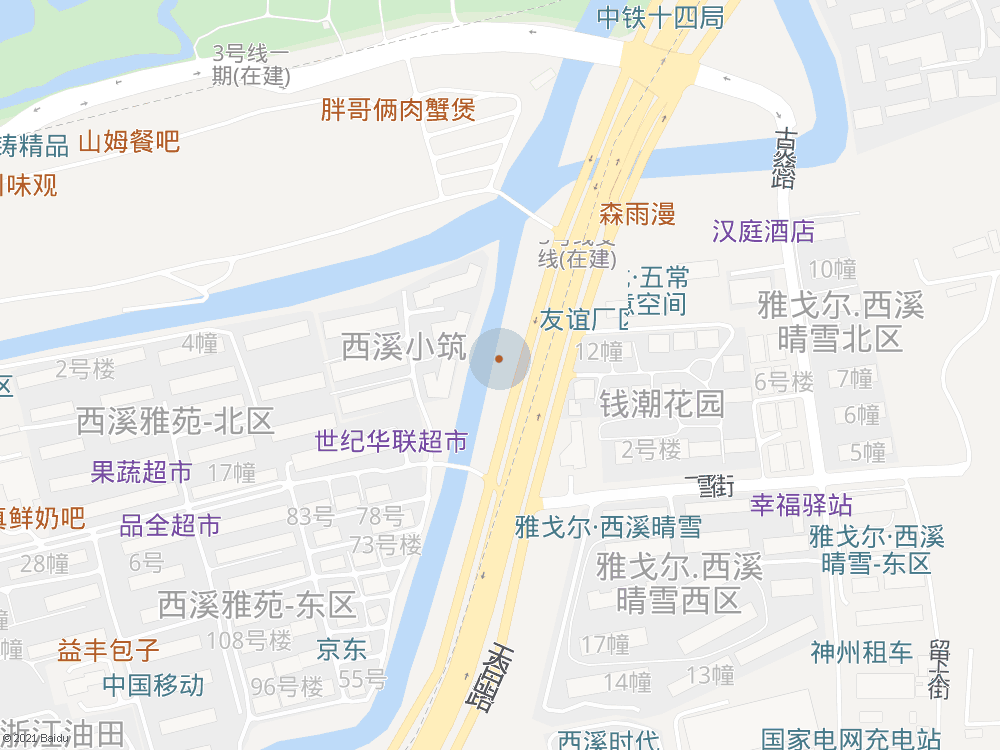 中铁十四局
3号线一
期(在建)
胖哥俩肉蟹煲
铸精品
山姆餐吧
味观
古燊路
森雨漫
汉庭酒店
线(在建)
10幢
·五常
空间
雅戈尔.西溪
晴雪北区
友谊厂区
4幢
2号楼
西溪小筑
12幢
6号楼
7幢
区
西溪雅苑-北区
钱潮花园
6幢
世纪华联超市
2号楼
5幢
果蔬超市
17幢
雪街
幸福驿站
真鲜奶吧
品全超市
83号
78号
雅戈尔·西溪晴雪
73号楼
雅戈尔·西溪
晴雪-东区
28幢
6号
雅戈尔.西溪
晴雪西区
西溪雅苑-东区
108号楼
京东
17幢
神州租车
益丰包子
中国移动
96号楼
55号
14幢
13幢
浙江油田
西溪时代
国家电网充电站
© 2021 Baidu